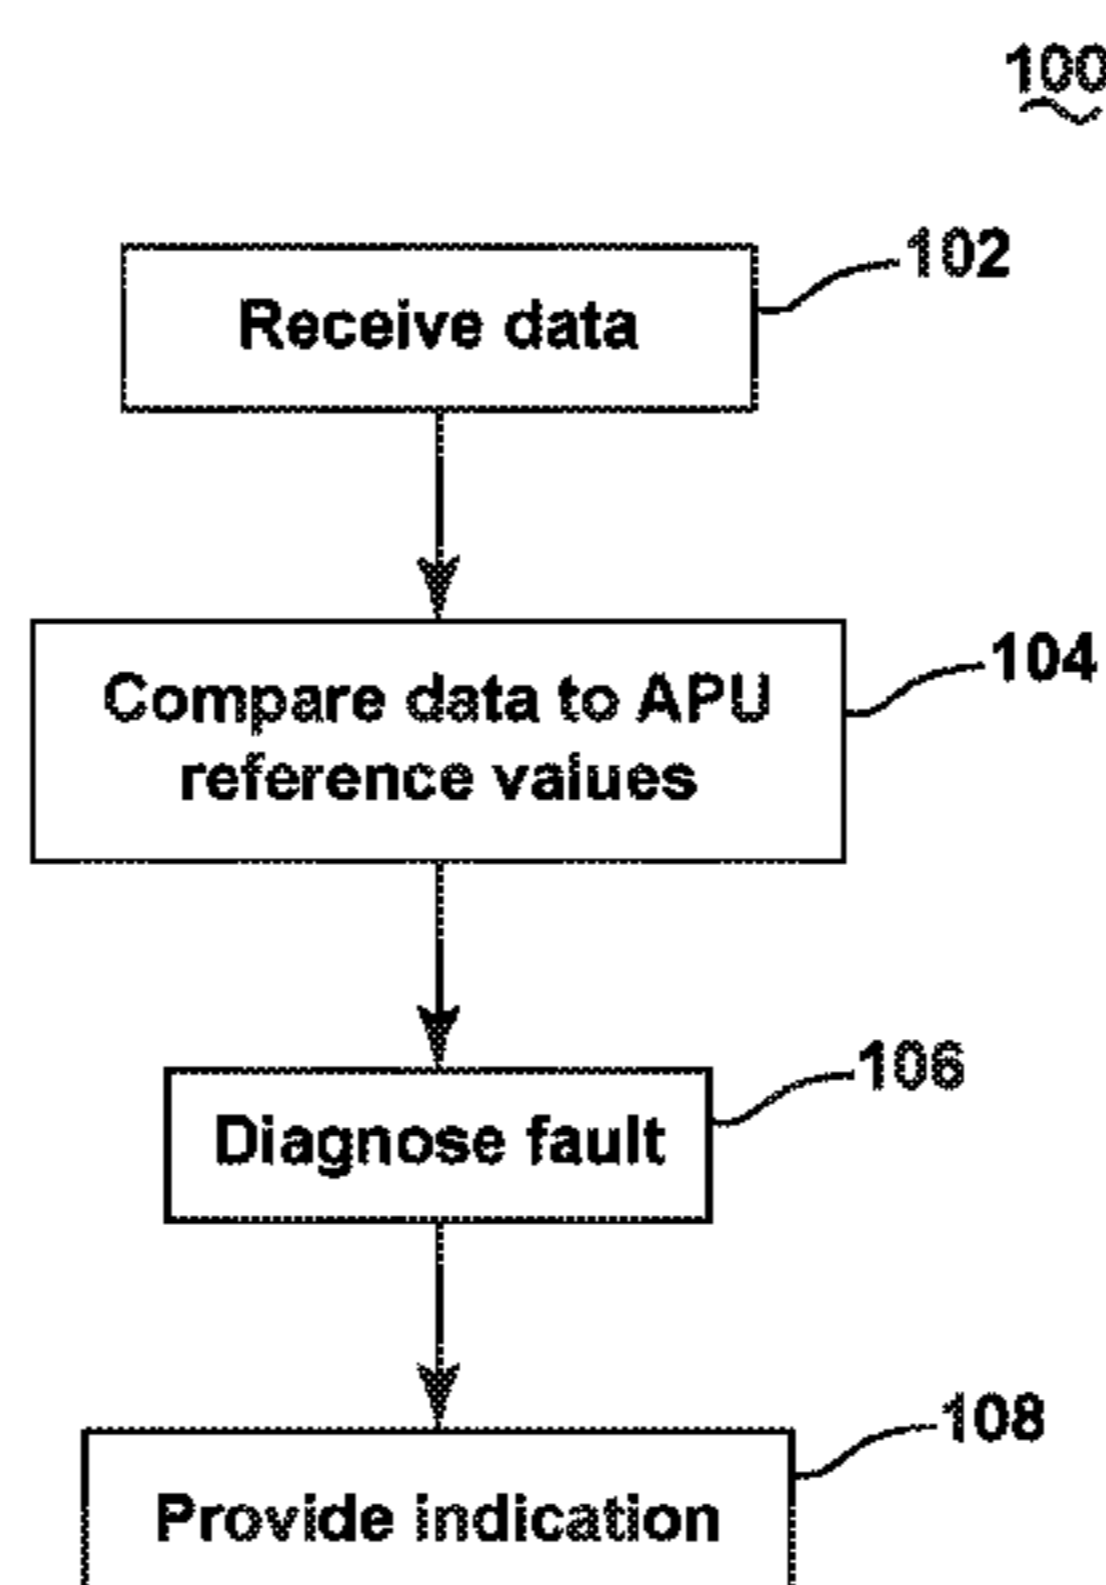 100
102
Receive data
104
Compare data to APU
reference values
106
Diagnose fault
108
Provide indication